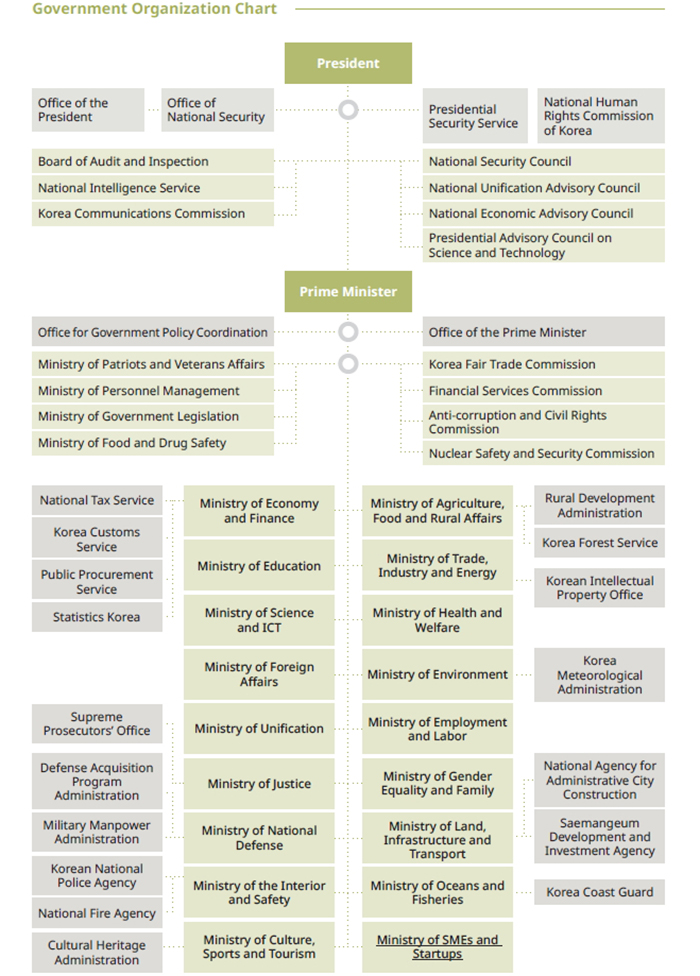 Government Organization Chart
President
Office of the
President
Office of
National Security
Presidential
Security Service
National Human
Rights Commission
of Korea
Board of Audit and Inspection
National Intelligence Service
Korea Communications Commission
National Security Council
National Unification Advisory Council
National Economic Advisory Council
Presidential Advisory Council on
Science and Technology
Prime Minister
Office for Government Policy Coordination
Office of the Prime Minister
Ministry of Patriots and Veterans Affairs
Ministry of Personnel Management
Ministry of Government Legislation
Ministry of Food and Drug Safety
Korea Fair Trade Commission
Financial Services Commission
Anti-corruption and Civil Rights
Commission
Nuclear Safety and Security Commission
National Tax Service
Korea Customs
Service
Public Procurement
Service
Statistics Korea
Supreme
Prosecutors' Office
Defense Acquisition
Program
Administration
Military Manpower
Administration
Korean National
Police Agency
National Fire Agency
Cultural Heritage
Administration
Ministry of Economy
and Finance
Ministry of Education
Ministry of Science
and ICT
Ministry of Foreign
Affairs
Ministry of Unification
Ministry of Justice
Ministry of National
Defense
Ministry of the Interior
and Safety
Ministry of Culture,
Sports and Tourism
Ministry of Agriculture,
Food and Rural Affairs
Ministry of Trade,
Industry and Energy
Ministry of Health and
Welfare
Ministry of Environment
Ministry of Employment
and Labor
Ministry of Gender
Equality and Family
Ministry of Land,
Infrastructure and
Transport
Ministry of Oceans and
Fisheries
Ministry of SMEs and
Startups
Rural Development
Administration
Korea Forest Service
Korean Intellectual
Property Office
Korea
Meteorological
Administration
National Agency for
Administrative City
Construction
Saemangeum
Development and
Investment Agency
Korea Coast Guard